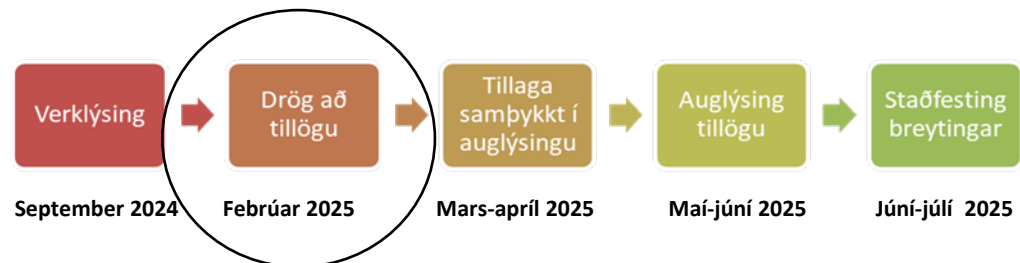 Verklýsing
Drög að
tillögu
Tillaga
samþykkt í
auglýsingu
Auglýsing
tillögu
Staðfesting
breytingar
September 2024
Febrúar 2025
Mars-apríl 2025
Maí-júní 2025
Júní-júlí 2025